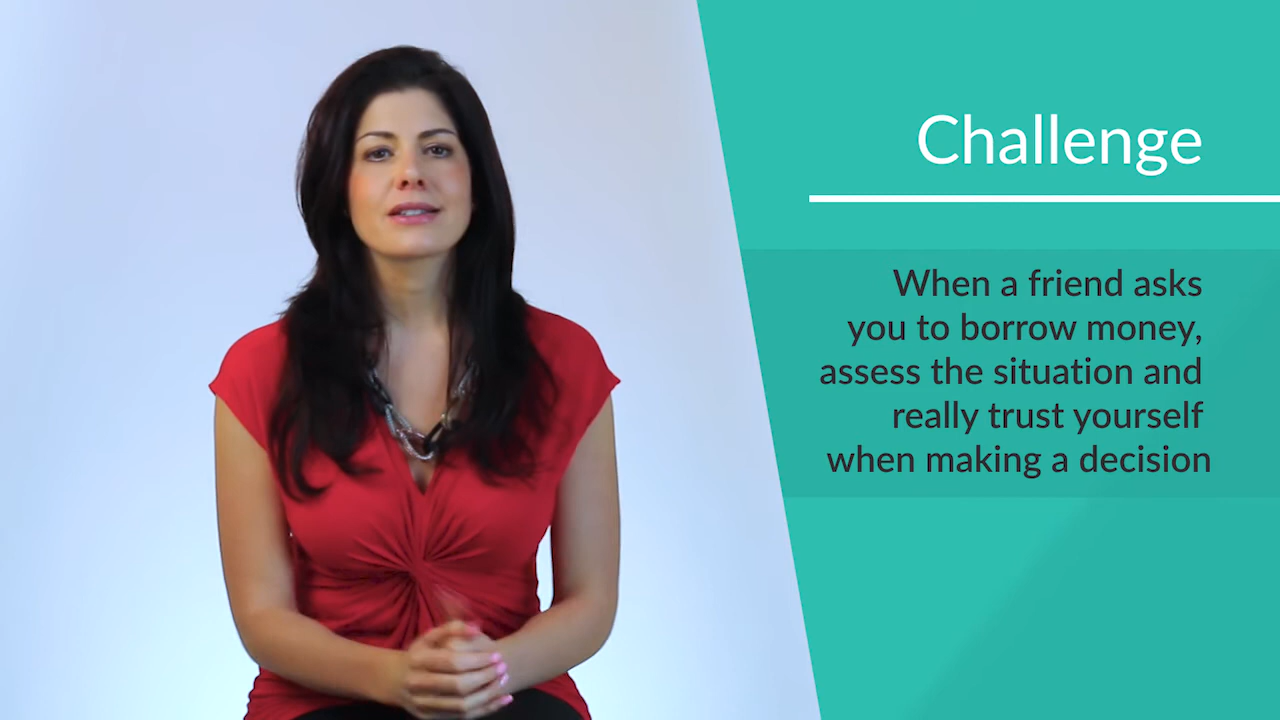 Challenge
When a friend asks
you to borrow money,
assess the situation and
really trust yourself
when making a decision